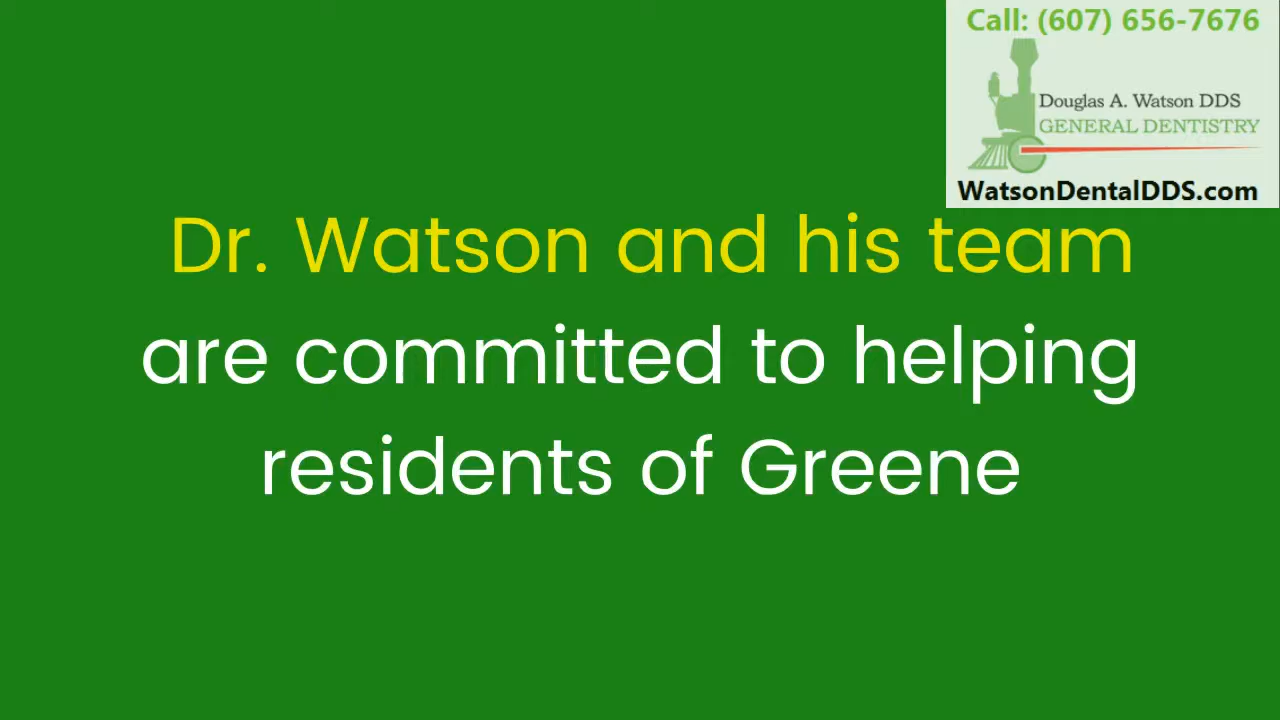 Call: (607) 656-7676
Douglas A. Watson DDS
GENERAL DENTISTRY
WatsonDentalDDS.com
Dr. Watson and his team
are committed to helping
residents of Greene